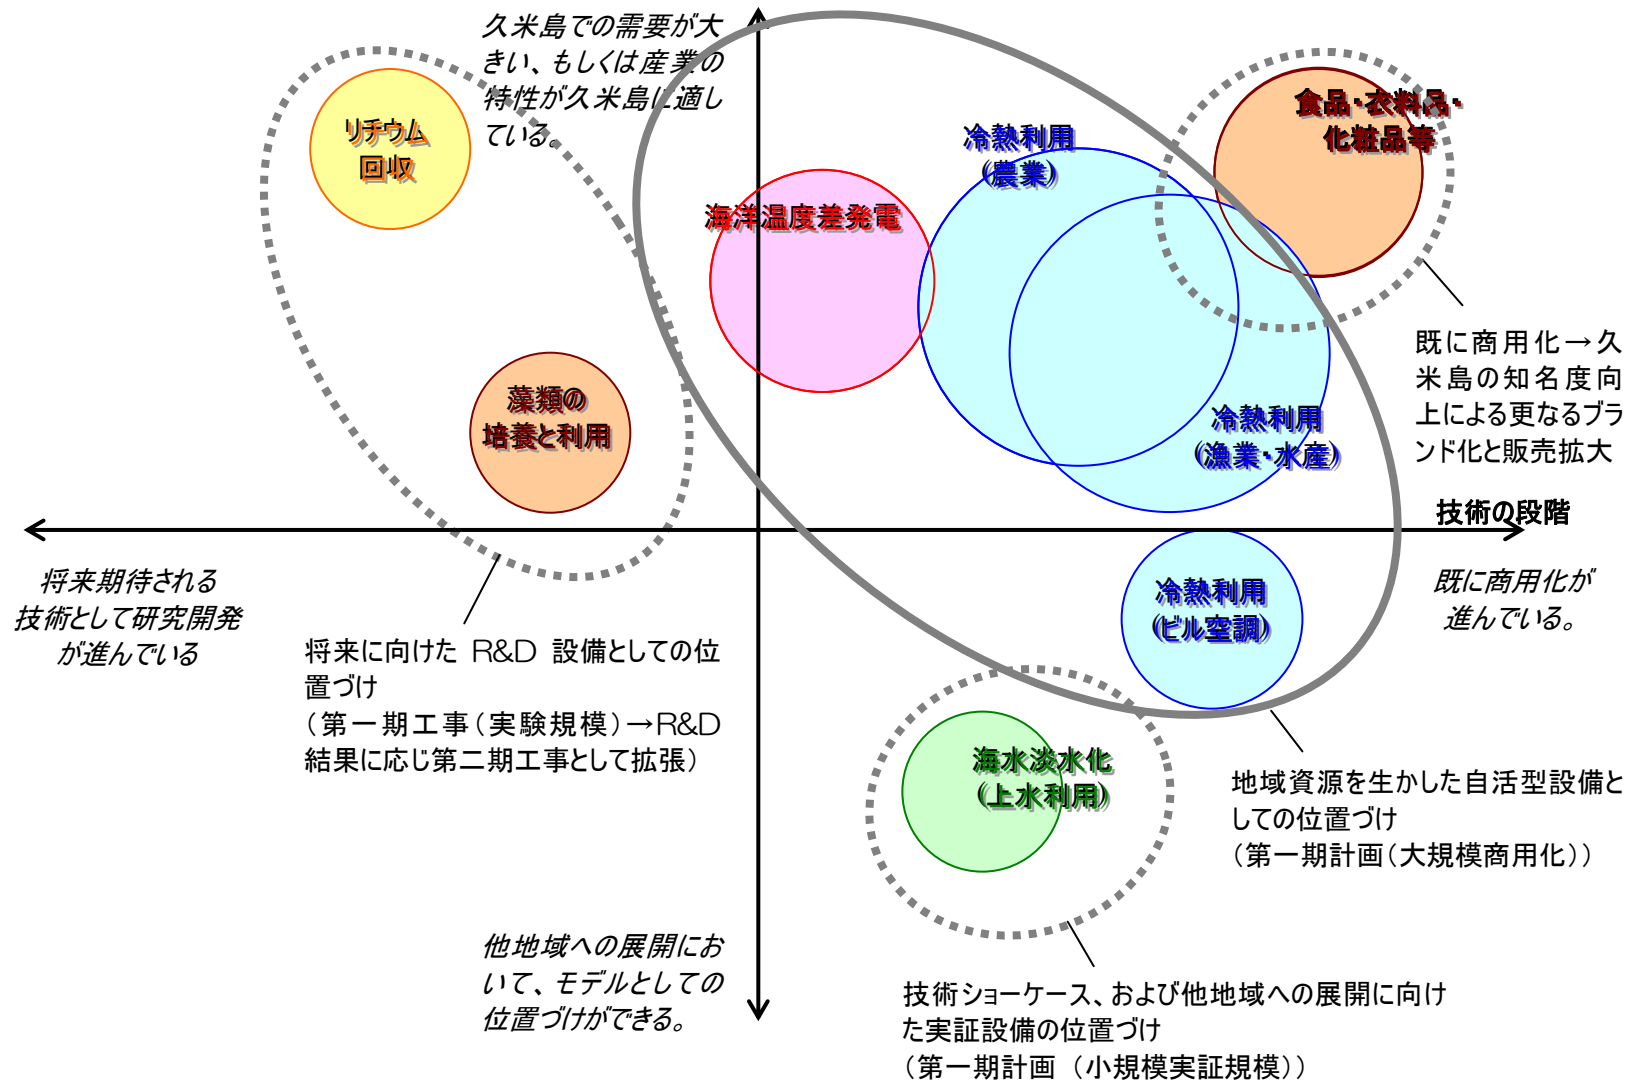 久米島での需要が大
きい、もしくは産業の
特性が久米島に適し
ている。
リチウム
回収
食品・衣料品・
化粧品等
冷熱利用
(農業)
海洋温度差発電
既に商用化→久
米島の知名度向
上による更なるブラ
ンド化と販売拡大
藻類の
培養と利用
冷熱利用
(漁業・水産)
技術の段階
将来期待される
技術として研究開発
が進んでいる
既に商用化が
進んでいる。
冷熱利用
(ビル空調)
将来に向けた R&D 設備としての位
置づけ
(第一期工事(実験規模)→R&D
結果に応じ第二期工事として拡張)
海水淡水化
(上水利用)
地域資源を生かした自活型設備と
しての位置づけ
(第一期計画(大規模商用化))
他地域への展開にお
いて、モデルとしての
位置づけができる。
技術ショーケース、および他地域への展開に向け
た実証設備の位置づけ
(第一期計画 (小規模実証規模))